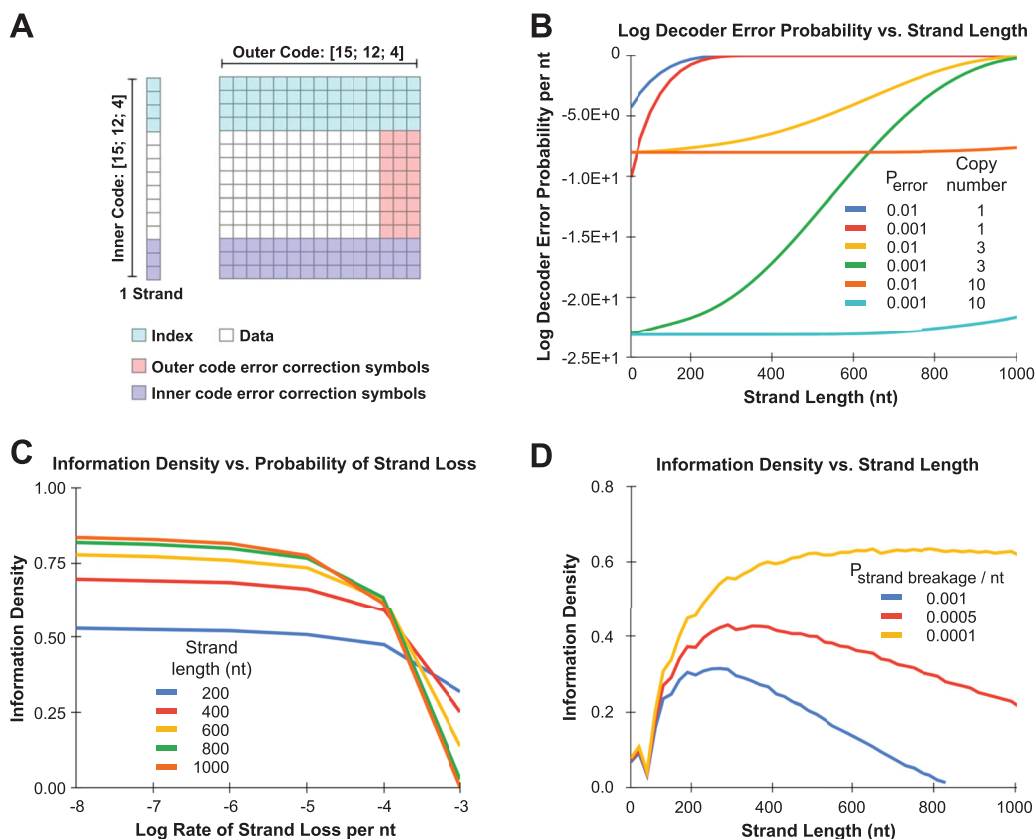 A
Outer Code: [15; 12; 4]
Inner Code: [15; 12; 4]
1 Strand
Index
Data
Outer code error correction symbols
Inner code error correction symbols
B
Log Decoder Error Probability vs. Strand Length
Log Decoder Error Probability per nt
0
-5.0E+0
-1.0E+1
-1.5E+1
-2.0E+1
-2.5E+1
Perror Copy number
0.01 1
0.001 1
0.01 3
0.001 3
0.01 10
0.001 10
0 200 400 600 800 1000
Strand Length (nt)
C
Information Density vs. Probability of Strand Loss
Information Density
1.00
0.75
0.50
0.25
0.00
Strand
length (nt)
200
400
600
800
1000
-8 -7 -6 -5 -4 -3
Log Rate of Strand Loss per nt
D
Information Density vs. Strand Length
Information Density
0.8
0.6
0.4
0.2
0.0
Pstrand breakage / nt
0.001
0.0005
0.0001
0 200 400 600 800 1000
Strand Length (nt)